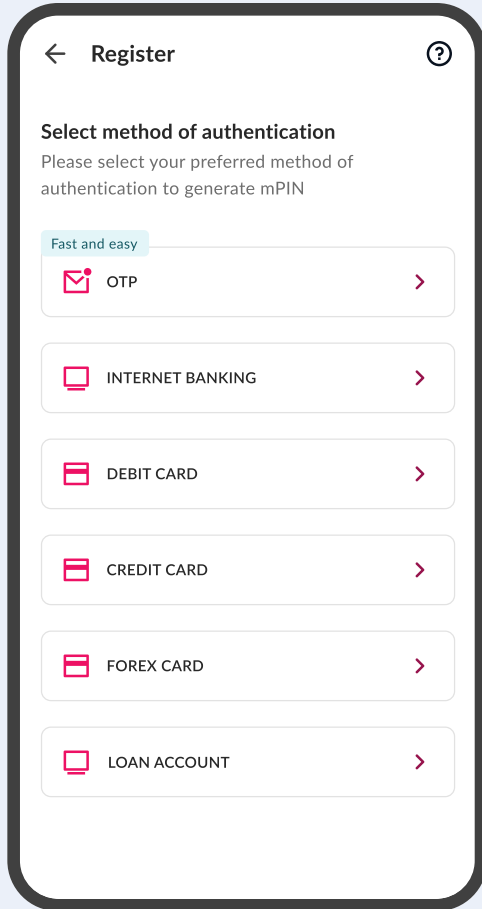 Register
Select method of authentication
Please select your preferred method of
authentication to generate mPIN
Fast and easy
OTP
INTERNET BANKING
DEBIT CARD
CREDIT CARD
FOREX CARD
LOAN ACCOUNT